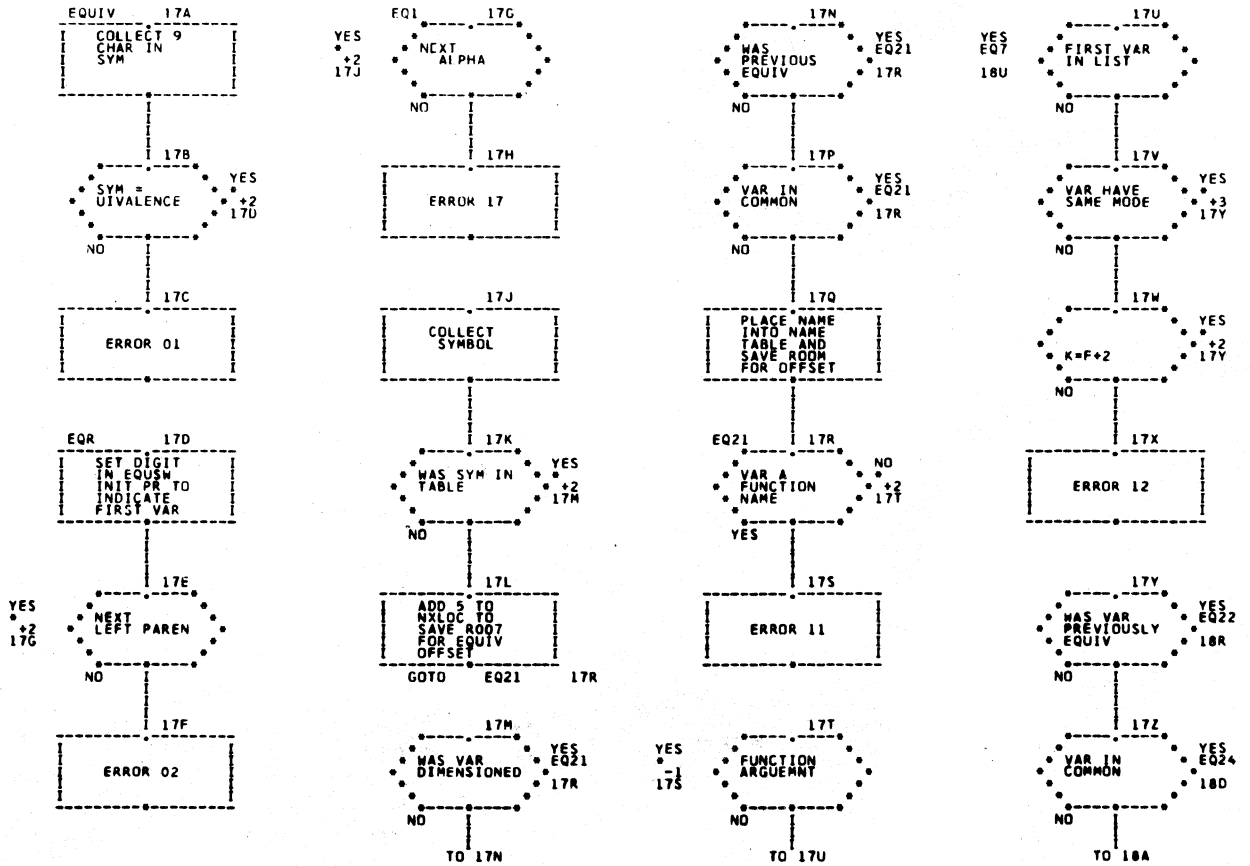 EQUIV 17A
COLLECT 9
CHAR IN
SYM
17B
SYM =
UIVALENCE
YES
*
+2
17D
NO
17C
ERROR 01
EQR 17D
SET DIGIT
IN EQUSW
INIT PR TO
INDICATE
FIRST VAR
17E
YES
*
+2
17G
NEXT
LEFT PAREN
NO
17F
ERROR 02
EQ1 17G
YES
*
+2
17J
NEXT
ALPHA
NO
17H
ERROR 17
17J
COLLECT
SYMBOL
17K
WAS SYM IN
TABLE
YES
*
+2
17M
NO
17L
ADD 5 TO
NXLOC TO
SAVE ROO7
FOR EQUIV
OFFSET
GOTO EQ21 17R
17M
WAS VAR
DIMENSIONED
YES
EQ21
17R
NO
TO 17N
17N
WAS
PREVIOUS
EQUIV
YES
EQ21
17R
NO
17P
VAR IN
COMMON
YES
EQ21
17R
NO
17Q
PLACE NAME
INTO NAME
TABLE AND
SAVE ROOM
FOR OFFSET
EQ21 17R
VAR A
FUNCTION
NAME
NO
*
+2
17T
YES
17S
ERROR 11
17T
YES
*
-1
17S
FUNCTION
ARGUEMNT
NO
TO 17U
17U
YES
EQ7
18U
FIRST VAR
IN LIST
NO
17V
VAR HAVE
SAME MODE
YES
*
+3
17Y
NO
17W
K=F+2
YES
*
+2
17Y
NO
17X
ERROR 12
17Y
WAS VAR
PREVIOUSLY
EQUIV
YES
EQ22
18R
NO
17Z
VAR IN
COMMON
YES
EQ24
18D
NO
TO 18A